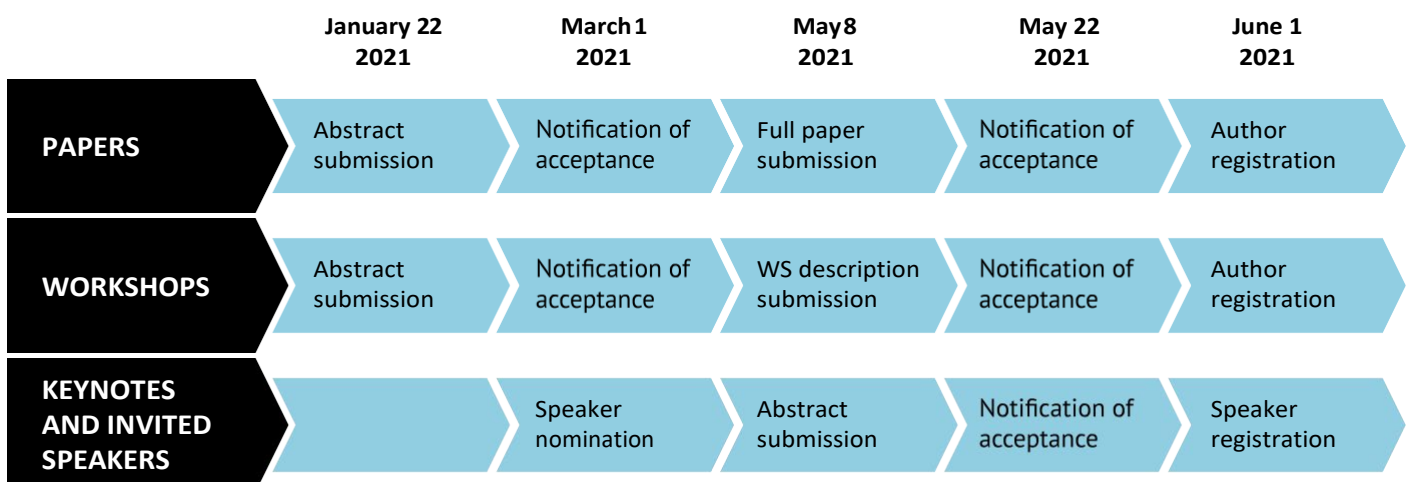 January 22 March 1 May 8 May 22 June 1
2021 2021 2021 2021 2021
PAPERS
Abstract
submission
Notification of
acceptance
Full paper
submission
Notification of
acceptance
Author
registration
WORKSHOPS
Abstract
submission
Notification of
acceptance
WS description
submission
Notification of
acceptance
Author
registration
KEYNOTES
AND INVITED
SPEAKERS
Speaker
nomination
Abstract
submission
Notification of
acceptance
Speaker
registration